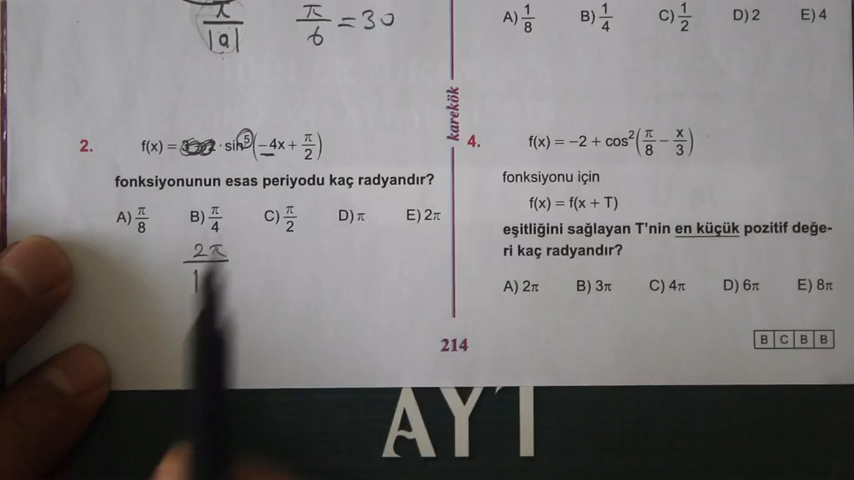 π/|a| π/6 = 30
A) 1/8 B) 1/4 C) 1/2 D) 2 E) 4
2. f(x) = · sin⁵(-4x + π/2)
fonksiyonunun esas periyodu kaç radyandır?
A) π/8 B) π/4 C) π/2 D) π E) 2π
2π
karekök
4. f(x) = -2 + cos²(π/8 - x/3)
fonksiyonu için
f(x) = f(x + T)
eşitliğini sağlayan T'nin en küçük pozitif değe-
ri kaç radyandır?
A) 2π B) 3π C) 4π D) 6π E) 8π
214
B C B B
AYT